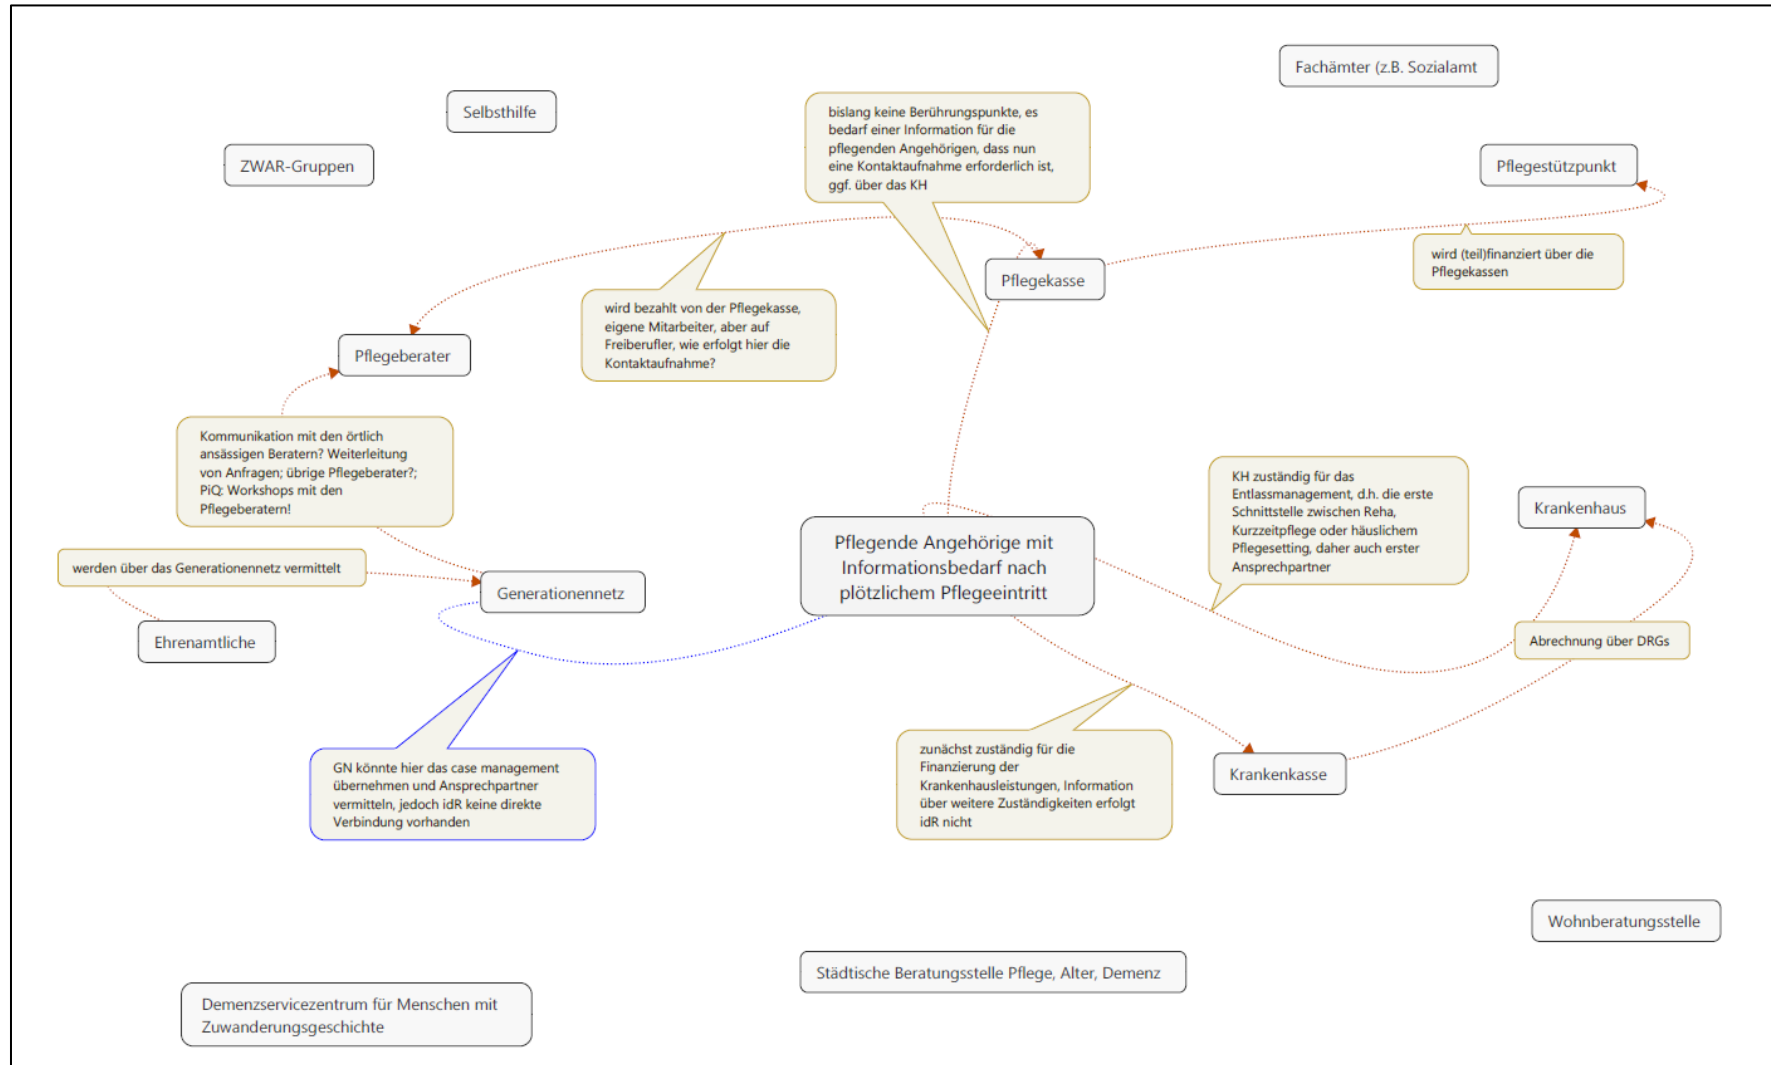 Fachämter (z.B. Sozialamt
Selbsthilfe
bislang keine Berührungspunkte, es
bedarf einer Information für die
pflegenden Angehörigen, dass nun
eine Kontaktaufnahme erforderlich ist,
ggf. über das KH
ZWAR-Gruppen
Pflegestützpunkt
wird (teil)finanziert über die
Pflegekassen
Pflegekasse
wird bezahlt von der Pflegekasse,
eigene Mitarbeiter, aber auf
Freiberufler, wie erfolgt hier die
Kontaktaufnahme?
Pflegeberater
Kommunikation mit den örtlich
ansässigen Beratern? Weiterleitung
von Anfragen; übrige Pflegeberater?;
PiQ: Workshops mit den
Pflegeberatern!
KH zuständig für das
Entlassmanagement, d.h. die erste
Schnittstelle zwischen Reha,
Kurzzeitpflege oder häuslichem
Pflegesetting, daher auch erster
Ansprechpartner
Krankenhaus
Pflegende Angehörige mit
Informationsbedarf nach
plötzlichem Pflegeeintritt
werden über das Generationennetz vermittelt
Generationennetz
Ehrenamtliche
Abrechnung über DRGs
GN könnte hier das case management
übernehmen und Ansprechpartner
vermitteln, jedoch idR keine direkte
Verbindung vorhanden
zunächst zuständig für die
Finanzierung der
Krankenhausleistungen, Information
über weitere Zuständigkeiten erfolgt
idR nicht
Krankenkasse
Wohnberatungsstelle
Städtische Beratungsstelle Pflege, Alter, Demenz
Demenzservicezentrum für Menschen mit
Zuwanderungsgeschichte